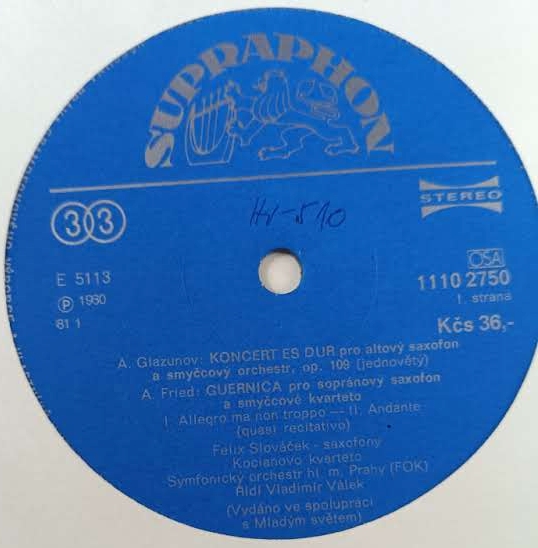 SUPRAPHON
33
Hv-510
STEREO
E 5113
Ⓟ 1980
81 1
OSA
1110 2750
1. strana
Kčs 36,-
A. Glazunov: KONCERT ES DUR pro altový saxofon
a smyčcový orchestr, op. 109 (jednovětý)
A. Fried: GUERNICA pro sopránový saxofon
a smyčcové kvarteto
I. Allegro ma non troppo — II. Andante
(quasi recitativo)
Felix Slováček - saxofony
Kocianovo kvarteto
Symfonický orchestr hl. m. Prahy (FOK)
Řídí Vladimír Válek
(Vydáno ve spolupráci
s Mladým světem)